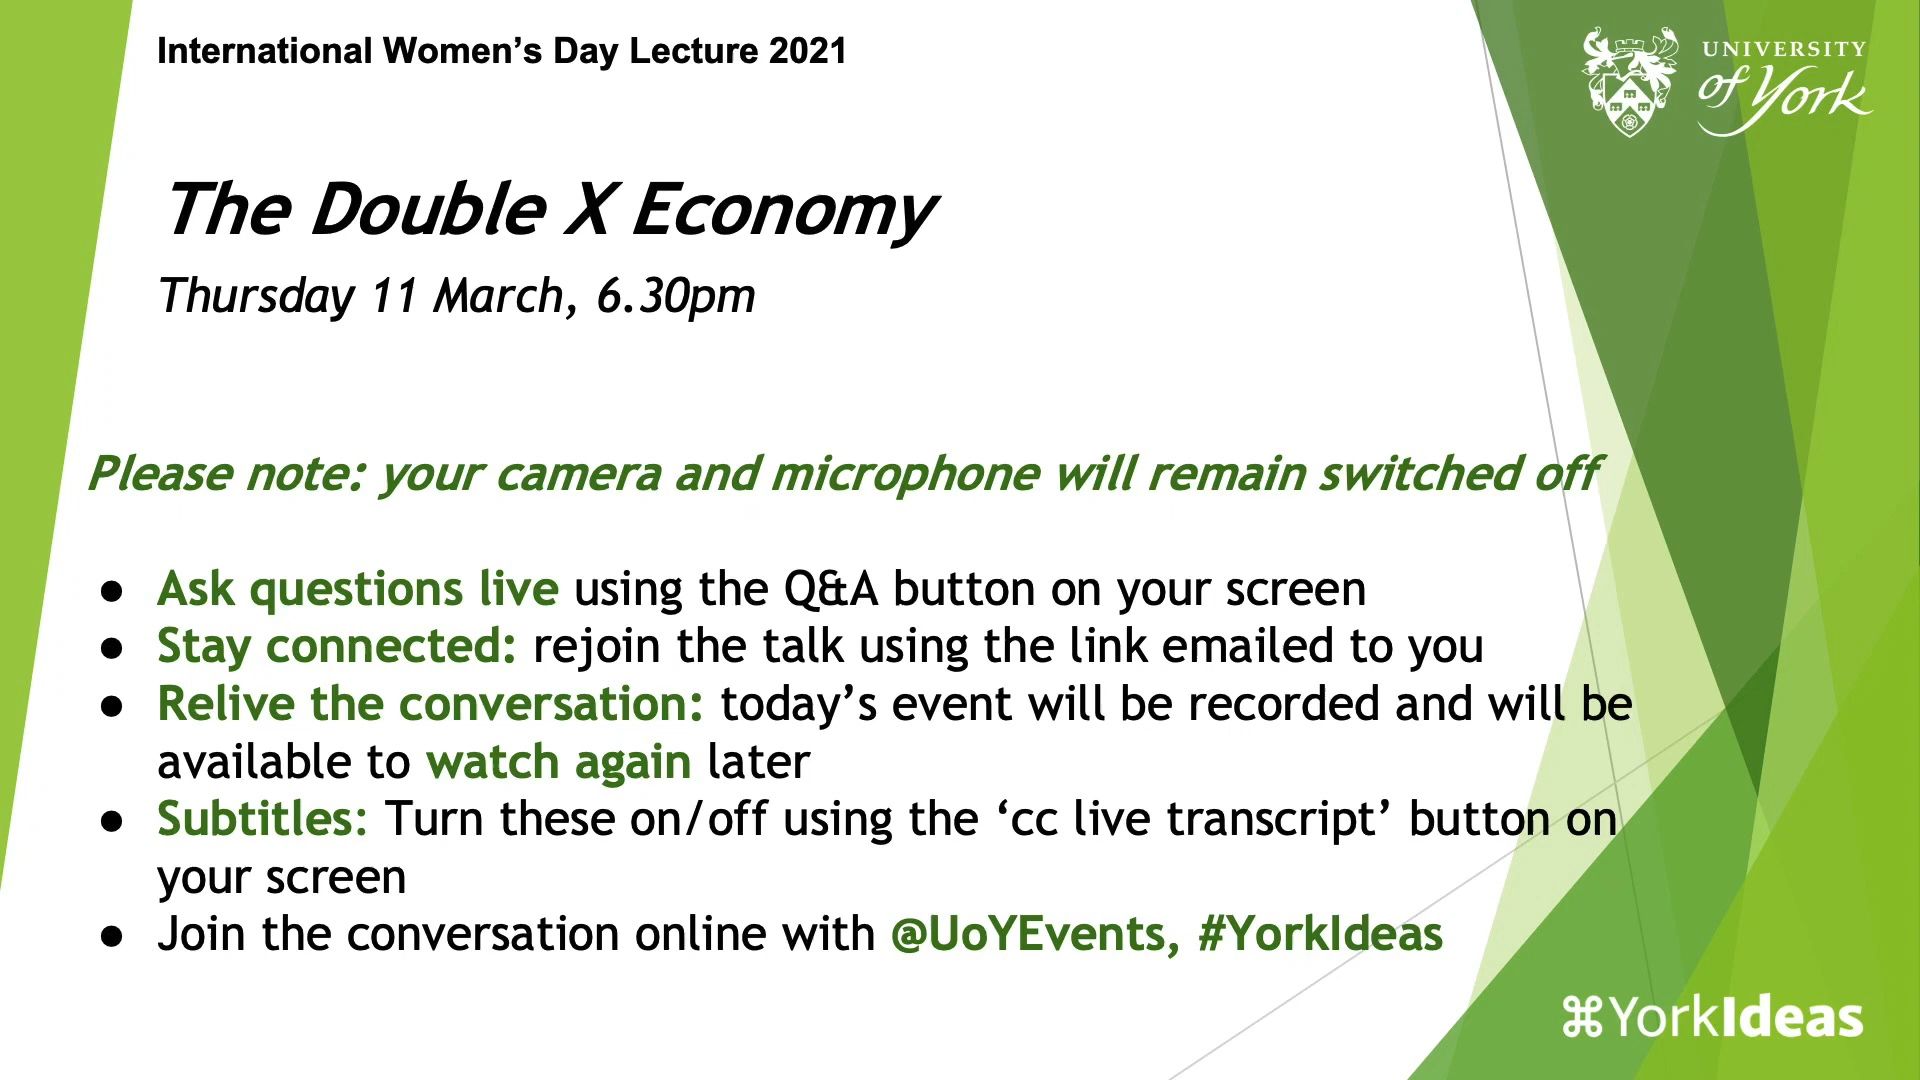 International Women’s Day Lecture 2021
UNIVERSITY
of York
The Double X Economy
Thursday 11 March, 6.30pm
Please note: your camera and microphone will remain switched off
● Ask questions live using the Q&A button on your screen
● Stay connected: rejoin the talk using the link emailed to you
● Relive the conversation: today’s event will be recorded and will be
available to watch again later
● Subtitles: Turn these on/off using the ‘cc live transcript’ button on
your screen
● Join the conversation online with @UoYEvents, #YorkIdeas
⌘YorkIdeas